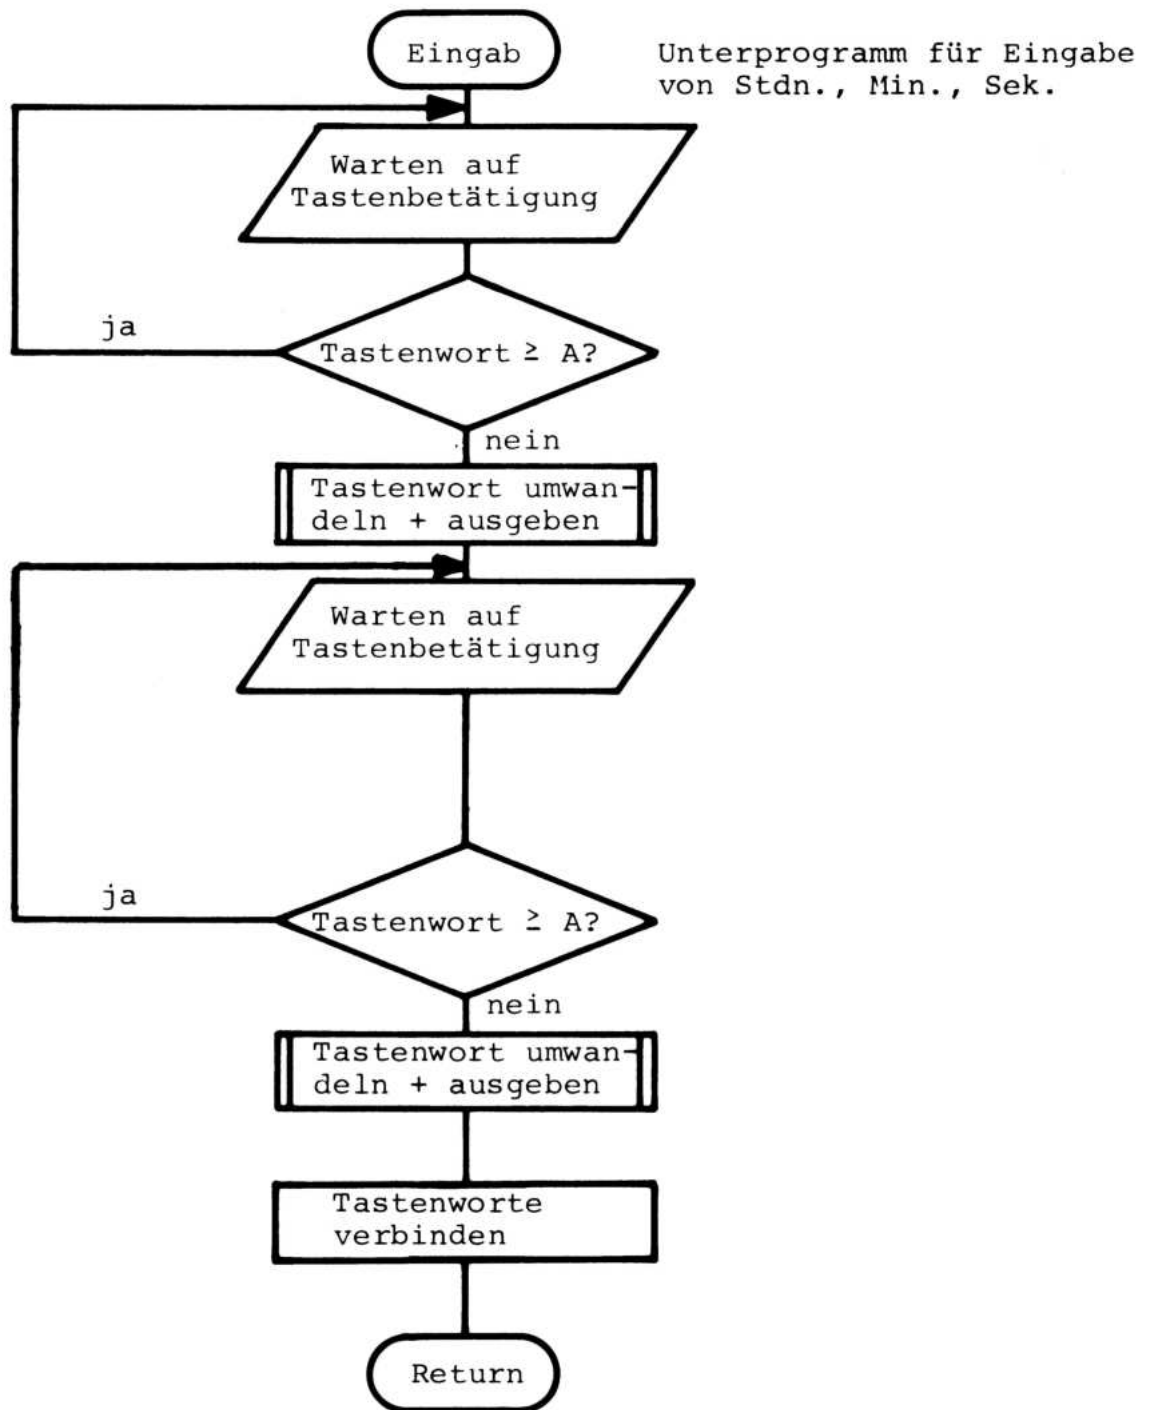 Eingab
Unterprogramm für Eingabe
von Stdn., Min., Sek.
Warten auf
Tastenbetätigung
ja
Tastenwort ≥ A?
nein
Tastenwort umwan-
deln + ausgeben
Warten auf
Tastenbetätigung
ja
Tastenwort ≥ A?
nein
Tastenwort umwan-
deln + ausgeben
Tastenworte
verbinden
Return